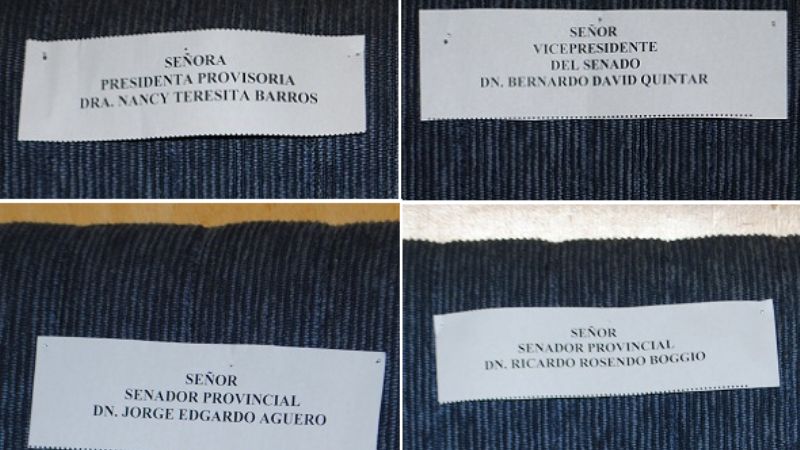 SEÑORA
PRESIDENTA PROVISORIA
DRA. NANCY TERESITA BARROS
SEÑOR
VICEPRESIDENTE
DEL SENADO
DN. BERNARDO DAVID QUINTAR
SEÑOR
SENADOR PROVINCIAL
DN. JORGE EDGARDO AGUERO
SEÑOR
SENADOR PROVINCIAL
DN. RICARDO ROSENDO BOGGIO